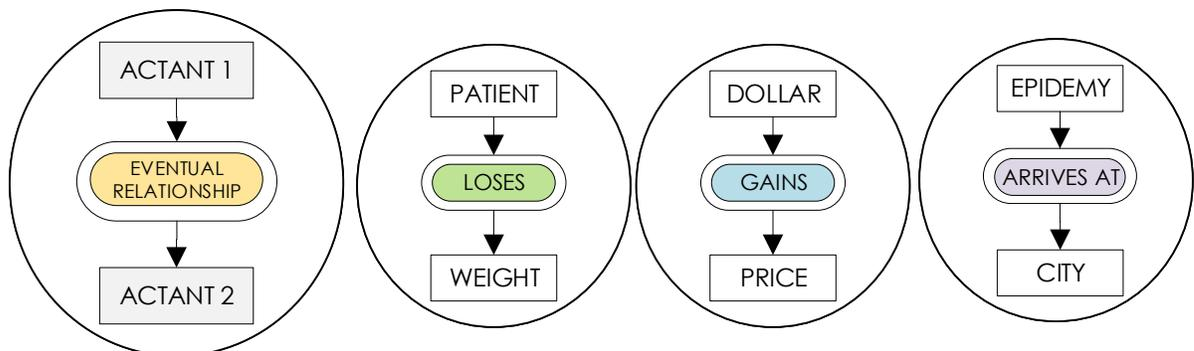 ACTANT 1
EVENTUAL
RELATIONSHIP
ACTANT 2
PATIENT
LOSES
WEIGHT
DOLLAR
GAINS
PRICE
EPIDEMY
ARRIVES AT
CITY